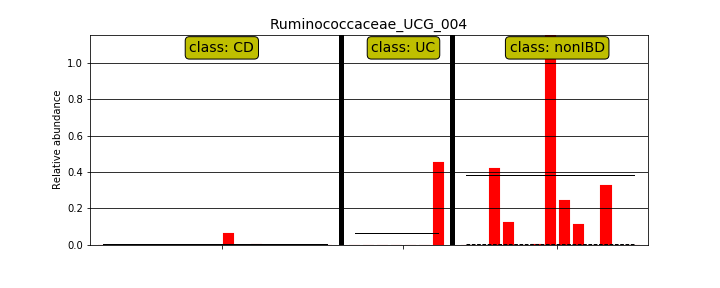 Ruminococcaceae_UCG_004
class: CD
class: UC
class: nonIBD
Relative abundance
1.0
0.8
0.6
0.4
0.2
0.0